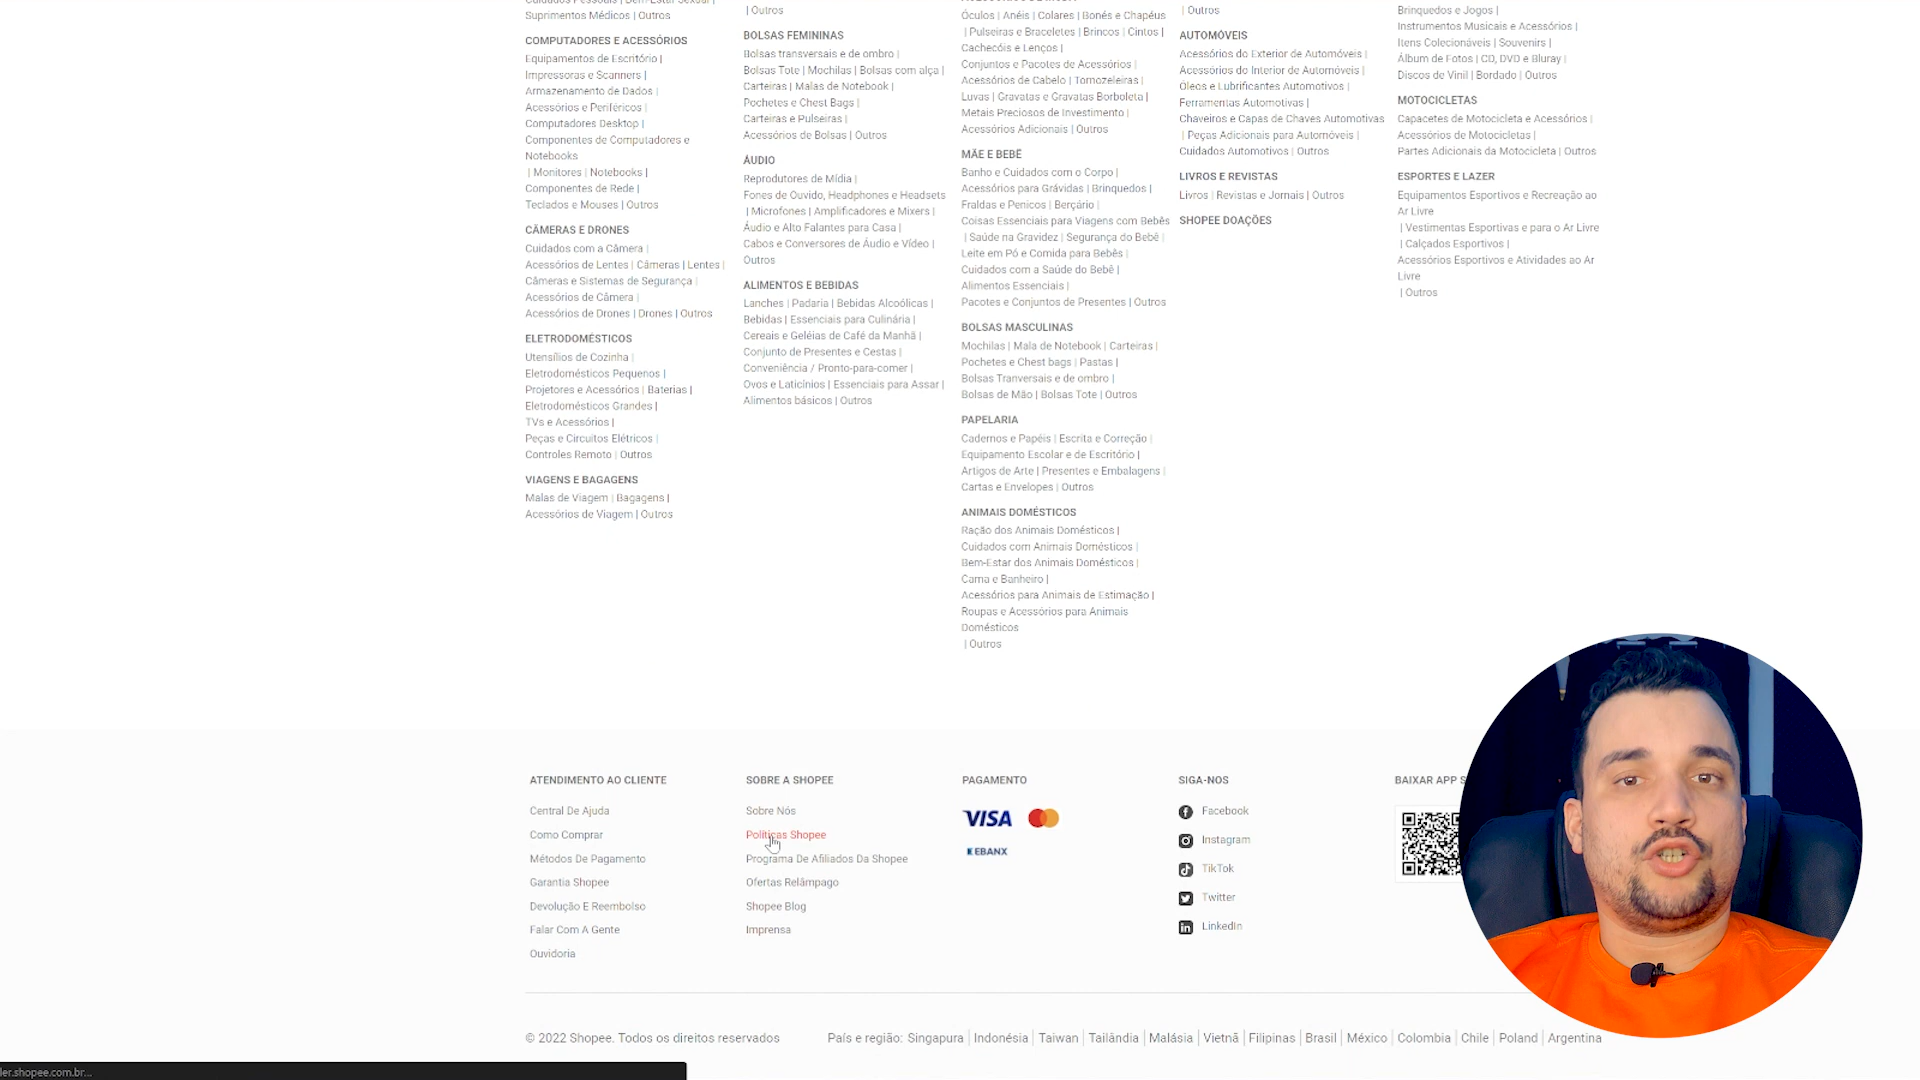 Suprimentos Médicos | Outros
COMPUTADORES E ACESSÓRIOS
Equipamentos de Escritório |
Impressoras e Scanners |
Armazenamento de Dados |
Acessórios e Periféricos |
Computadores Desktop |
Componentes de Computadores e
Notebooks
| Monitores | Notebooks |
Componentes de Rede |
Teclados e Mouses | Outros
CÂMERAS E DRONES
Cuidados com a Câmera |
Acessórios de Lentes | Câmeras | Lentes |
Câmeras e Sistemas de Segurança |
Acessórios de Câmera |
Acessórios de Drones | Drones | Outros
ELETRODOMÉSTICOS
Utensílios de Cozinha |
Eletrodomésticos Pequenos |
Projetores e Acessórios | Baterias |
Eletrodomésticos Grandes |
TVs e Acessórios |
Peças e Circuitos Elétricos |
Controles Remoto | Outros
VIAGENS E BAGAGENS
Malas de Viagem | Bagagens |
Acessórios de Viagem | Outros
| Outros
BOLSAS FEMININAS
Bolsas transversais e de ombro |
Bolsas Tote | Mochilas | Bolsas com alça |
Carteiras | Malas de Notebook |
Pochetes e Chest Bags |
Carteiras e Pulseiras |
Acessórios de Bolsas | Outros
ÁUDIO
Reprodutores de Mídia |
Fones de Ouvido, Headphones e Headsets
| Microfones | Amplificadores e Mixers |
Áudio e Alto Falantes para Casa |
Cabos e Conversores de Áudio e Vídeo |
Outros
ALIMENTOS E BEBIDAS
Lanches | Padaria | Bebidas Alcoólicas |
Bebidas | Essenciais para Culinária |
Cereais e Geléias de Café da Manhã |
Conjunto de Presentes e Cestas |
Conveniência / Pronto-para-comer |
Ovos e Laticínios | Essenciais para Assar |
Alimentos básicos | Outros
Óculos | Anéis | Colares | Bonés e Chapéus
| Pulseiras e Braceletes | Brincos | Cintos |
Cachecóis e Lenços |
Conjuntos e Pacotes de Acessórios |
Acessórios de Cabelo | Tornozeleiras |
Luvas | Gravatas e Gravatas Borboleta |
Metais Preciosos de Investimento |
Acessórios Adicionais | Outros
MÃE E BEBÊ
Banho e Cuidados com o Corpo |
Acessórios para Grávidas | Brinquedos |
Fraldas e Penicos | Berçário |
Coisas Essenciais para Viagens com Bebês
| Saúde na Gravidez | Segurança do Bebê |
Leite em Pó e Comida para Bebês |
Cuidados com a Saúde do Bebê |
Alimentos Essenciais |
Pacotes e Conjuntos de Presentes | Outros
BOLSAS MASCULINAS
Mochilas | Mala de Notebook | Carteiras |
Pochetes e Chest bags | Pastas |
Bolsas Tranversais e de ombro |
Bolsas de Mão | Bolsas Tote | Outros
PAPELARIA
Cadernos e Papéis | Escrita e Correção |
Equipamento Escolar e de Escritório |
Artigos de Arte | Presentes e Embalagens |
Cartas e Envelopes | Outros
ANIMAIS DOMÉSTICOS
Ração dos Animais Domésticos |
Cuidados com Animais Domésticos |
Bem-Estar dos Animais Domésticos |
Cama e Banheiro |
Acessórios para Animais de Estimação |
Roupas e Acessórios para Animais
Domésticos
| Outros
| Outros
AUTOMÓVEIS
Acessórios do Exterior de Automóveis |
Acessórios do Interior de Automóveis |
Óleos e Lubrificantes Automotivos |
Ferramentas Automotivas |
Chaveiros e Capas de Chaves Automotivas
| Peças Adicionais para Automóveis |
Cuidados Automotivos | Outros
LIVROS E REVISTAS
Livros | Revistas e Jornais | Outros
SHOPEE DOAÇÕES
Brinquedos e Jogos |
Instrumentos Musicais e Acessórios |
Itens Colecionáveis | Souvenirs |
Álbum de Fotos | CD, DVD e Bluray |
Discos de Vinil | Bordado | Outros
MOTOCICLETAS
Capacetes de Motocicleta e Acessórios |
Acessórios de Motocicletas |
Partes Adicionais da Motocicleta | Outros
ESPORTES E LAZER
Equipamentos Esportivos e Recreação ao
Ar Livre
| Vestimentas Esportivas e para o Ar Livre
| Calçados Esportivos |
Acessórios Esportivos e Atividades ao Ar
Livre
| Outros
ATENDIMENTO AO CLIENTE
Central De Ajuda
Como Comprar
Métodos De Pagamento
Garantia Shopee
Devolução E Reembolso
Falar Com A Gente
Ouvidoria
SOBRE A SHOPEE
Sobre Nós
Políticas Shopee
Programa De Afiliados Da Shopee
Ofertas Relâmpago
Shopee Blog
Imprensa
PAGAMENTO
VISA
EBANX
SIGA-NOS
Facebook
Instagram
TikTok
Twitter
LinkedIn
BAIXAR APP S
© 2022 Shopee. Todos os direitos reservados
País e região: Singapura | Indonésia | Taiwan | Tailândia | Malásia | Vietnã | Filipinas | Brasil | México | Colombia | Chile | Poland | Argentina
ler.shopee.com.br...